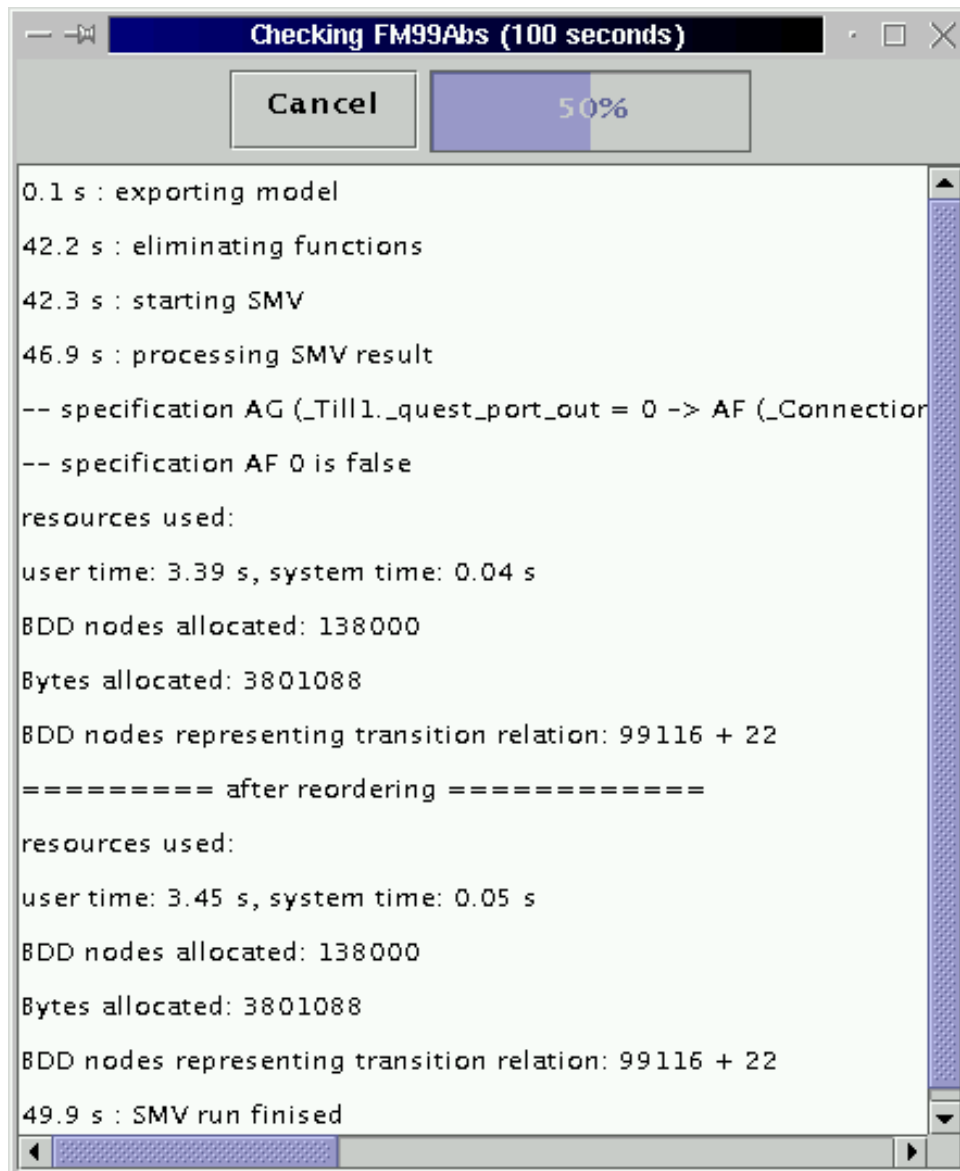 Checking FM99Abs (100 seconds)
Cancel
50%
0.1 s : exporting model
42.2 s : eliminating functions
42.3 s : starting SMV
46.9 s : processing SMV result
-- specification AG (_Till1._quest_port_out = 0 -> AF (_Connection
-- specification AF 0 is false
resources used:
user time: 3.39 s, system time: 0.04 s
BDD nodes allocated: 138000
Bytes allocated: 3801088
BDD nodes representing transition relation: 99116 + 22
========= after reordering ============
resources used:
user time: 3.45 s, system time: 0.05 s
BDD nodes allocated: 138000
Bytes allocated: 3801088
BDD nodes representing transition relation: 99116 + 22
49.9 s : SMV run finised